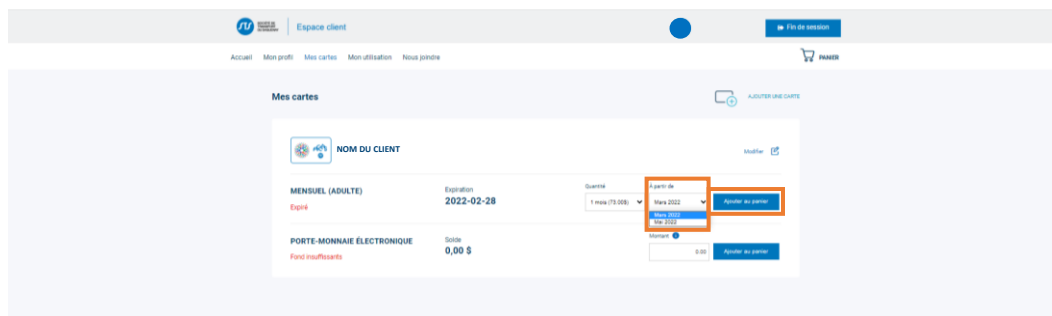 Espace client
Fin de session
Accueil Mon profil Mes cartes Mon utilisation Nous joindre
PANIER
Mes cartes
AJOUTER UNE CARTE
NOM DU CLIENT
Modifier
MENSUEL (ADULTE)
Expiré
Expiration
2022-02-28
Quantité
1 mois (73.00$)
À partir de
Mars 2022
Mars 2022
Mai 2022
Ajouter au panier
PORTE-MONNAIE ÉLECTRONIQUE
Fond insuffisants
Solde
0,00 $
Montant
0.00
Ajouter au panier